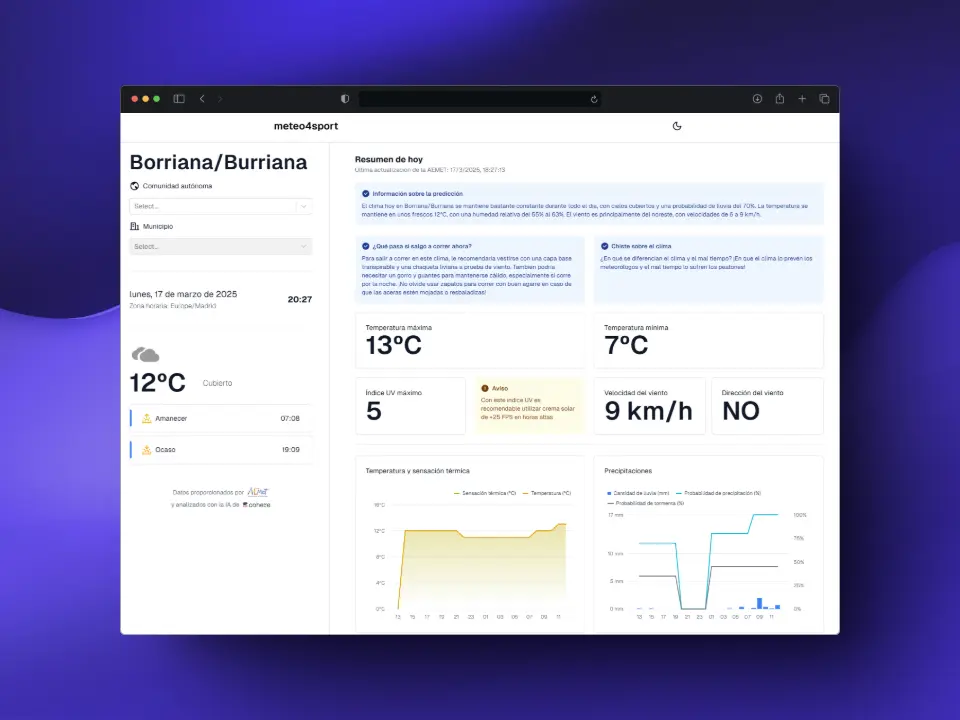 meteo4sport
Borriana/Burriana
Comunidad autónoma
Select...
Municipio
Select...
lunes, 17 de marzo de 2025
Zona horaria: Europe/Madrid
20:27
12ºC
Cubierto
Amanecer
07:08
Ocaso
19:09
Datos proporcionados por AEMet
y analizados con la IA de cohere.
Resumen de hoy
Última actualización de la AEMET: 17/3/2025, 18:27:13
Información sobre la predicción
El clima hoy en Borriana/Burriana se mantiene bastante constante durante todo el día, con cielos cubiertos y una probabilidad de lluvia del 70%. La temperatura se
mantiene en unos frescos 12ºC, con una humedad relativa del 55% al 63%. El viento es principalmente del noreste, con velocidades de 6 a 9 km/h.
¿Qué pasa si salgo a correr ahora?
Para salir a correr en este clima, le recomendaría vestirse con una capa base
transpirable y una chaqueta liviana a prueba de viento. También podría
necesitar un gorro y guantes para mantenerse cálido, especialmente si corre
por la noche. ¡No olvide usar zapatos para correr con buen agarre en caso de
que las aceras estén mojadas o resbaladizas!
Chiste sobre el clima
¿En qué se diferencian el clima y el mal tiempo? ¡En que el clima lo prevén los
meteorólogos y el mal tiempo lo sufren los peatones!
Temperatura máxima
13ºC
Temperatura mínima
7ºC
Índice UV máximo
5
Aviso
Con este índice UV es
recomendable utilizar crema solar
de +25 FPS en horas altas
Velocidad del viento
9 km/h
Dirección del viento
NO
Temperatura y sensación térmica
Sensación térmica (ºC) Temperatura (ºC)
16ºC
12ºC
8ºC
4ºC
0ºC
13 15 17 19 21 23 01 03 05 07 09 11
Precipitaciones
Cantidad de lluvia (mm) Probabilidad de precipitación (%)
Probabilidad de tormenta (%)
17 mm
10 mm
5 mm
0 mm
100%
75%
50%
25%
0%
13 15 17 19 21 23 01 03 05 07 09 11